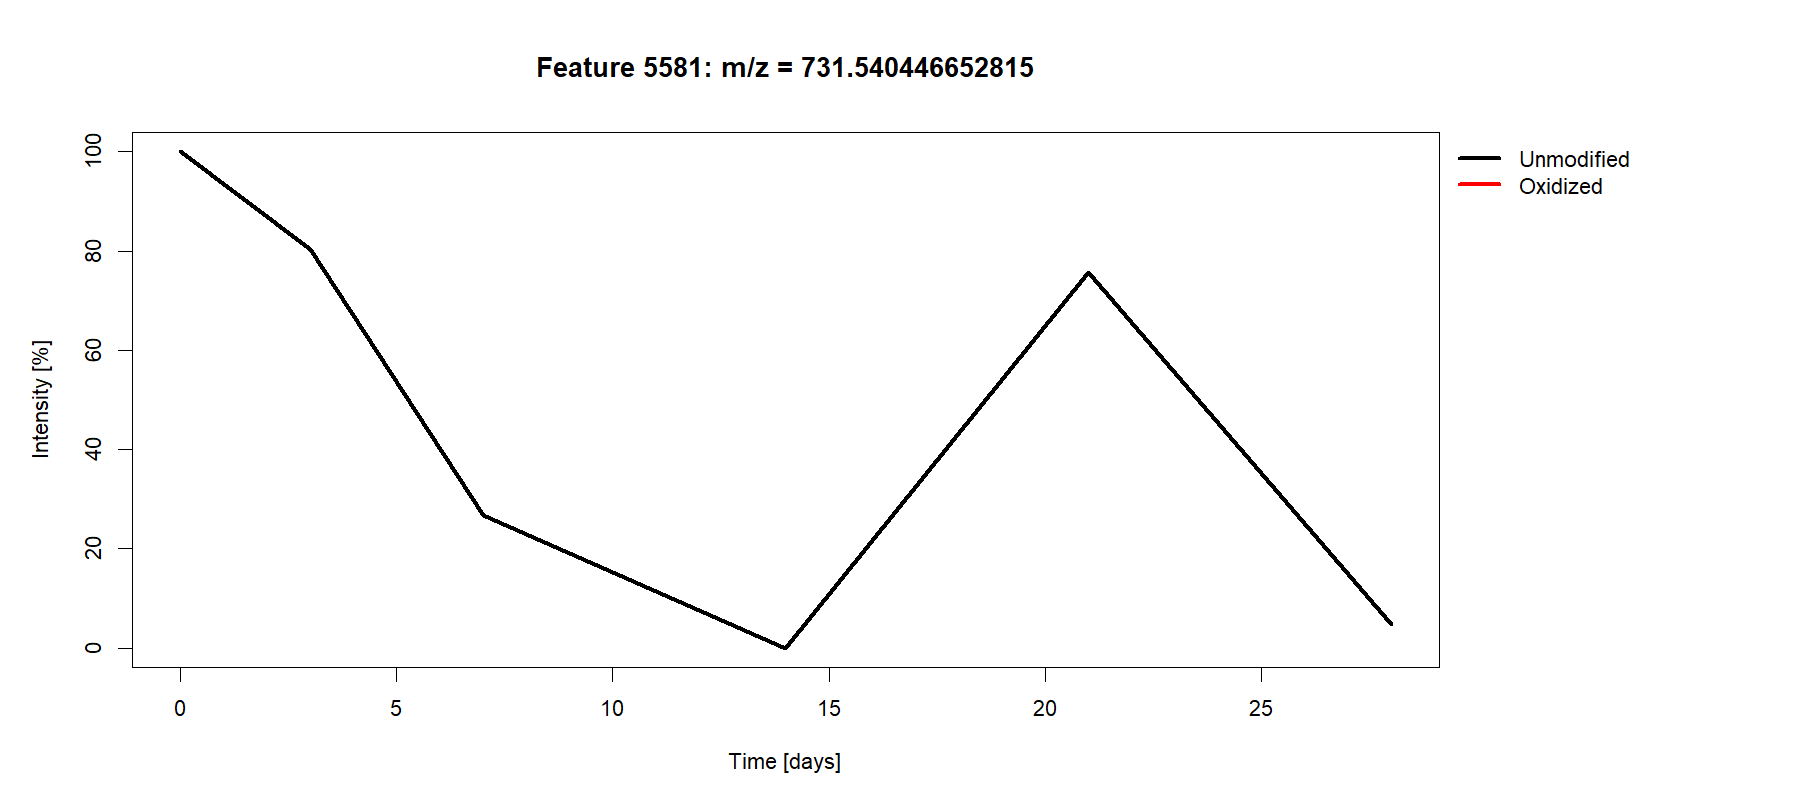 Feature 5581: m/z = 731.540446652815
Unmodified
Oxidized
Intensity [%]
100
80
60
40
20
0
0 5 10 15 20 25
Time [days]